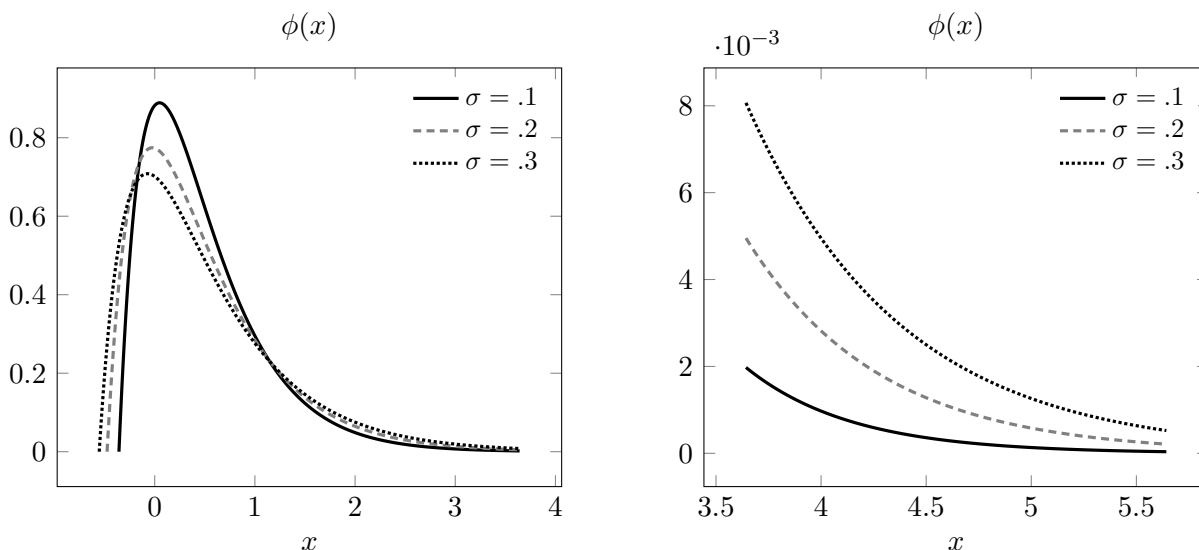 ϕ(x)
σ = .1
σ = .2
σ = .3
0.8
0.6
0.4
0.2
0
0 1 2 3 4
x
ϕ(x)
·10−3
σ = .1
σ = .2
σ = .3
8
6
4
2
0
3.5 4 4.5 5 5.5
x